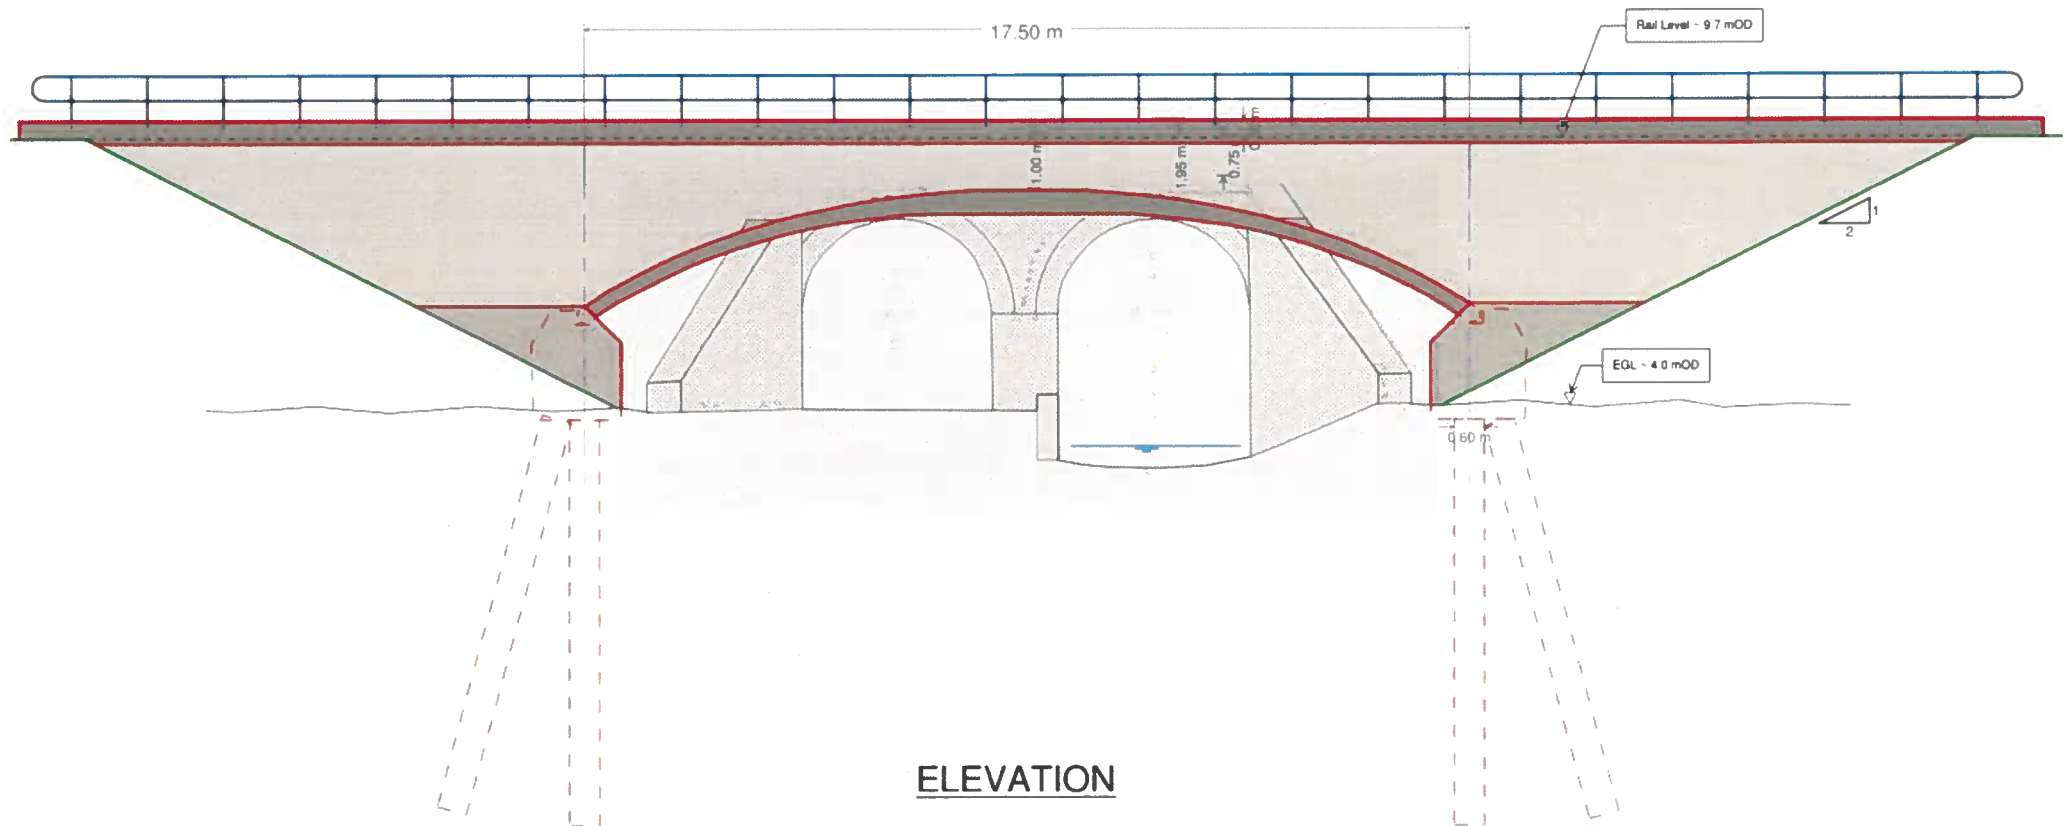 17.50 m
Rail Level ~ 9.7 mOD
1.00 m
1.95 m
0.75
1
2
EGL ~ 4.0 mOD
0.60 m
ELEVATION